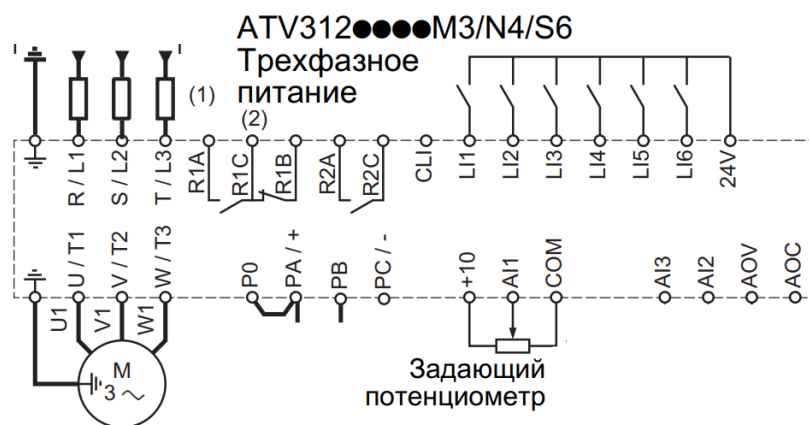 ATV312●●●●M3/N4/S6
Трехфазное
питание
(1)
(2)
R / L1
S / L2
T / L3
R1A
R1C
R1B
R2A
R2C
CLI
LI1
LI2
LI3
LI4
LI5
LI6
24V
U / T1
V / T2
W / T3
P0
PA / +
PB
PC / -
+10
AI1
COM
AI3
AI2
AOV
AOC
U1
V1
W1
M
3
Задающий
потенциометр